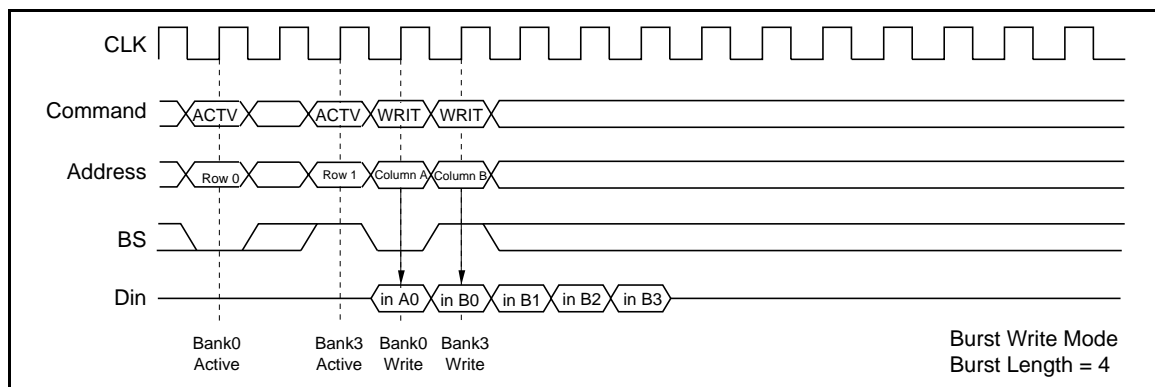 CLK
Command ACTV ACTV WRIT WRIT
Address Row 0 Row 1 Column A Column B
BS
Din in A0 in B0 in B1 in B2 in B3
Bank0 Bank3 Bank0 Bank3
Active Active Write Write
Burst Write Mode
Burst Length = 4